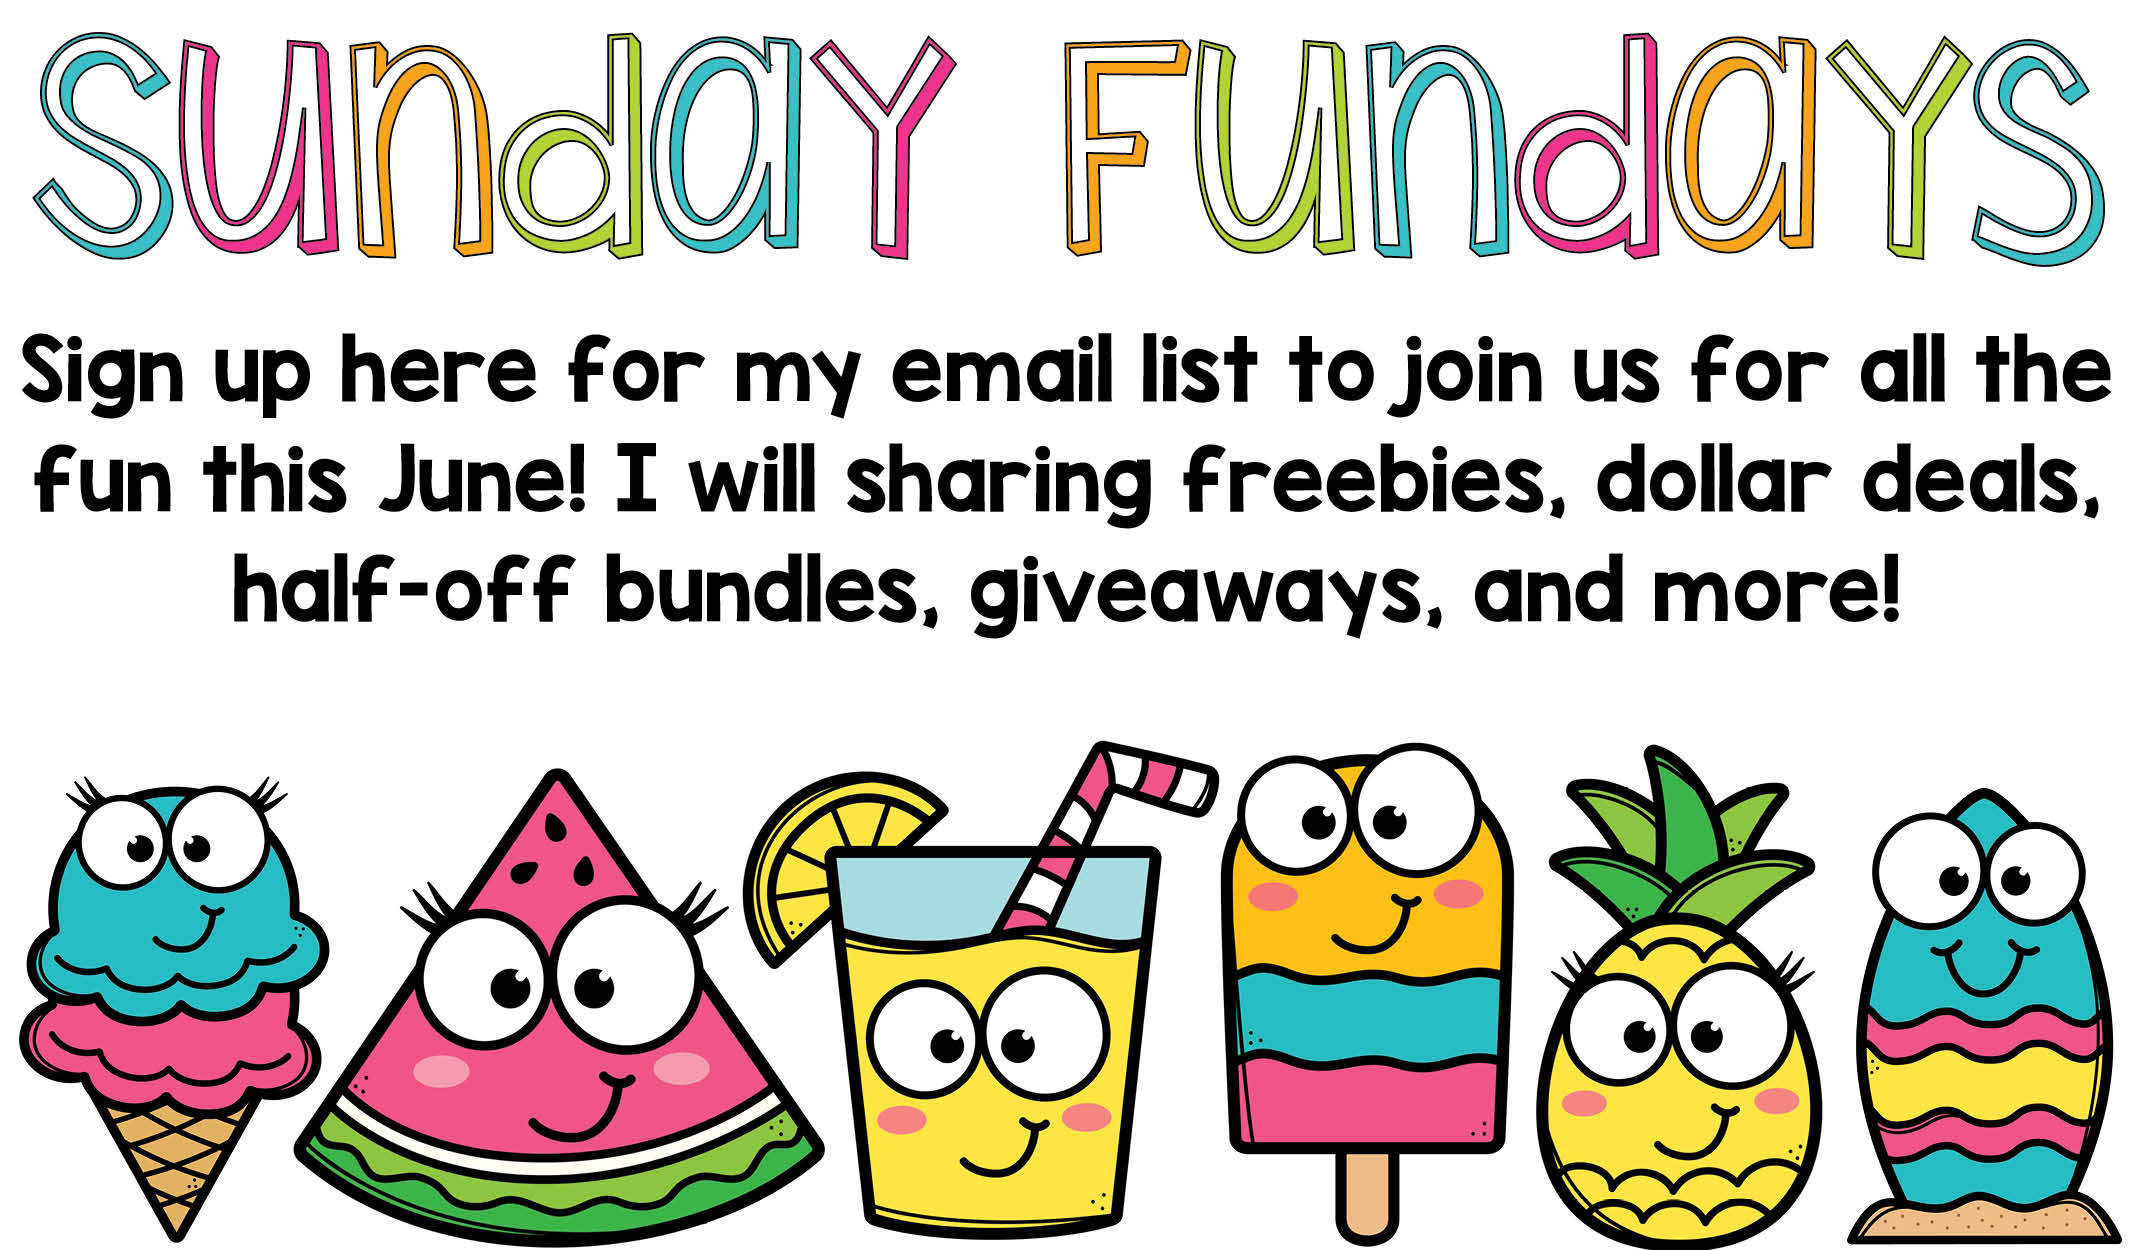 Sunday Fundays
Sign up here for my email list to join us for all the
fun this June! I will sharing freebies, dollar deals,
half-off bundles, giveaways, and more!